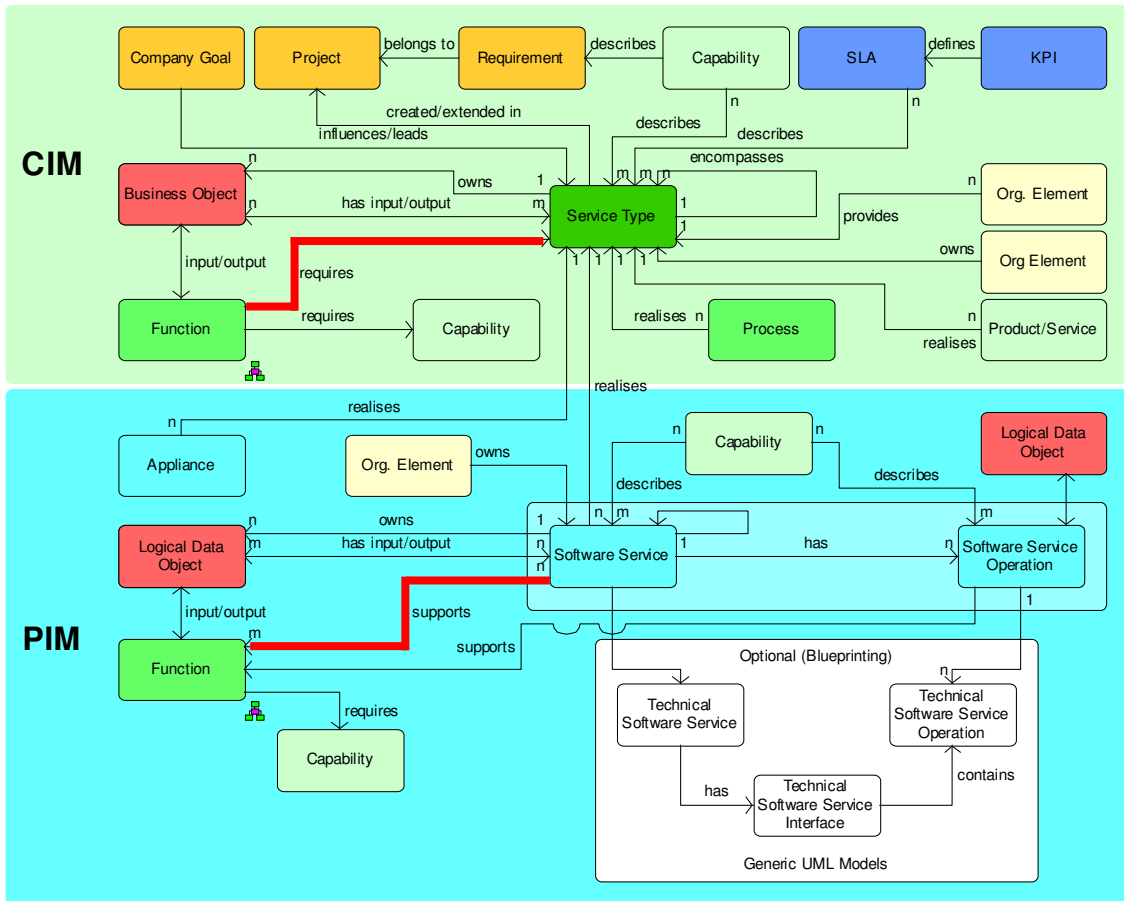 Company Goal
Project
belongs to
Requirement
describes
Capability
SLA
defines
KPI
n
n
created/extended in
influences/leads
describes
describes
encompasses
CIM
n
Business Object
owns
1
m
m
n
n
Org. Element
n
has input/output
m
Service Type
1
1
provides
input/output
requires
1
1
1
1
owns
Org Element
Function
requires
Capability
realises
n
Process
n
Product/Service
realises
realises
realises
n
Appliance
Org. Element
owns
n
Capability
n
Logical Data
Object
describes
describes
n
owns
1
n
m
m
Logical Data
Object
m
has input/output
n
n
Software Service
1
has
n
Software Service
Operation
input/output
supports
1
PIM
m
Function
supports
Optional (Blueprinting)
requires
Technical
Software Service
n
Technical
Software Service
Operation
Capability
has
Technical
Software Service
Interface
contains
Generic UML Models